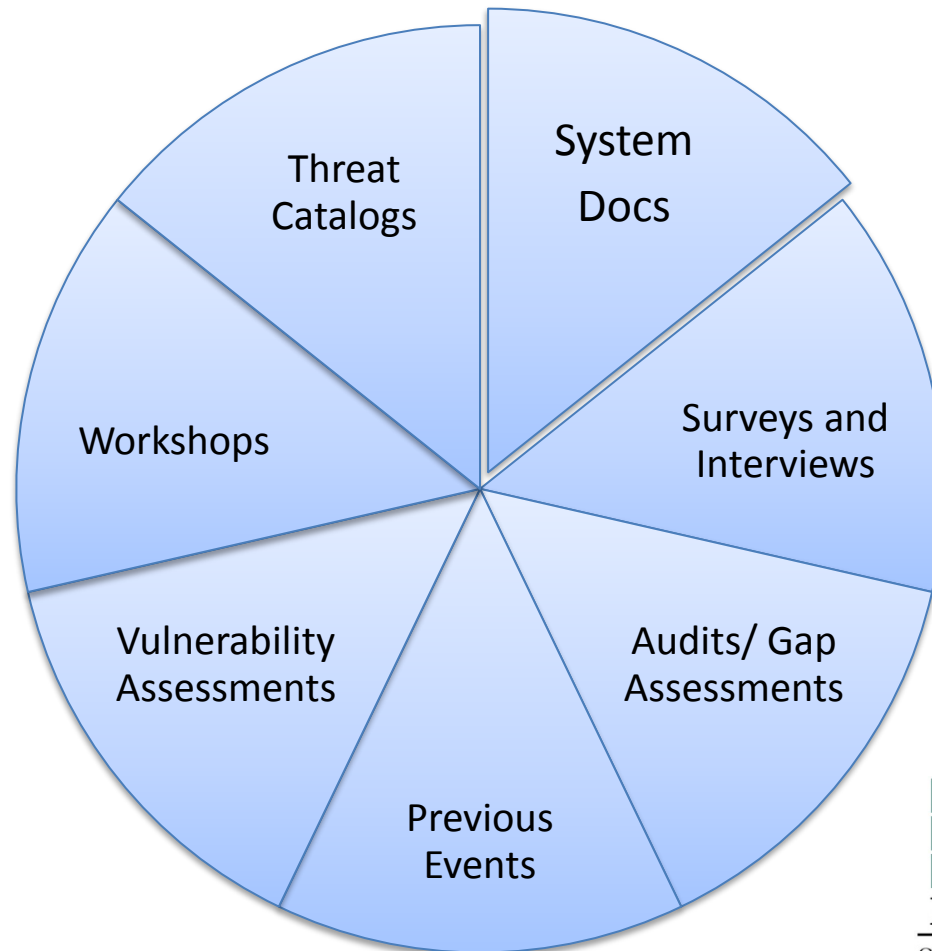 System
Docs
Surveys and
Interviews
Audits/ Gap
Assessments
Previous
Events
Vulnerability
Assessments
Workshops
Threat
Catalogs